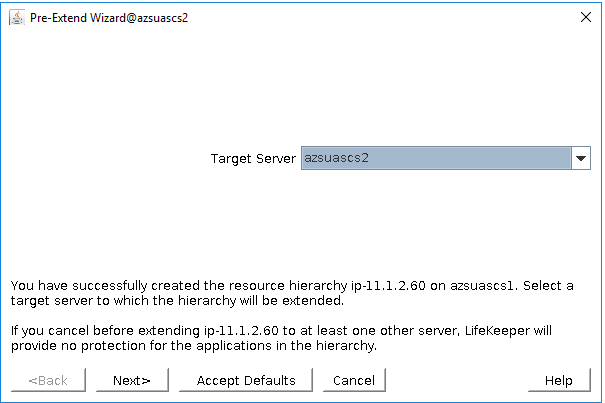 Pre-Extend Wizard@azsuascs2
Target Server azsuascs2
You have successfully created the resource hierarchy ip-11.1.2.60 on azsuascs1. Select a
target server to which the hierarchy will be extended.
If you cancel before extending ip-11.1.2.60 to at least one other server, LifeKeeper will
provide no protection for the applications in the hierarchy.
<Back Next> Accept Defaults Cancel Help